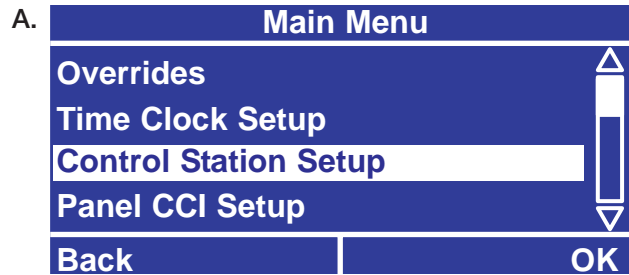 A. Main Menu
Overrides
Time Clock Setup
Control Station Setup
Panel CCI Setup
Back OK